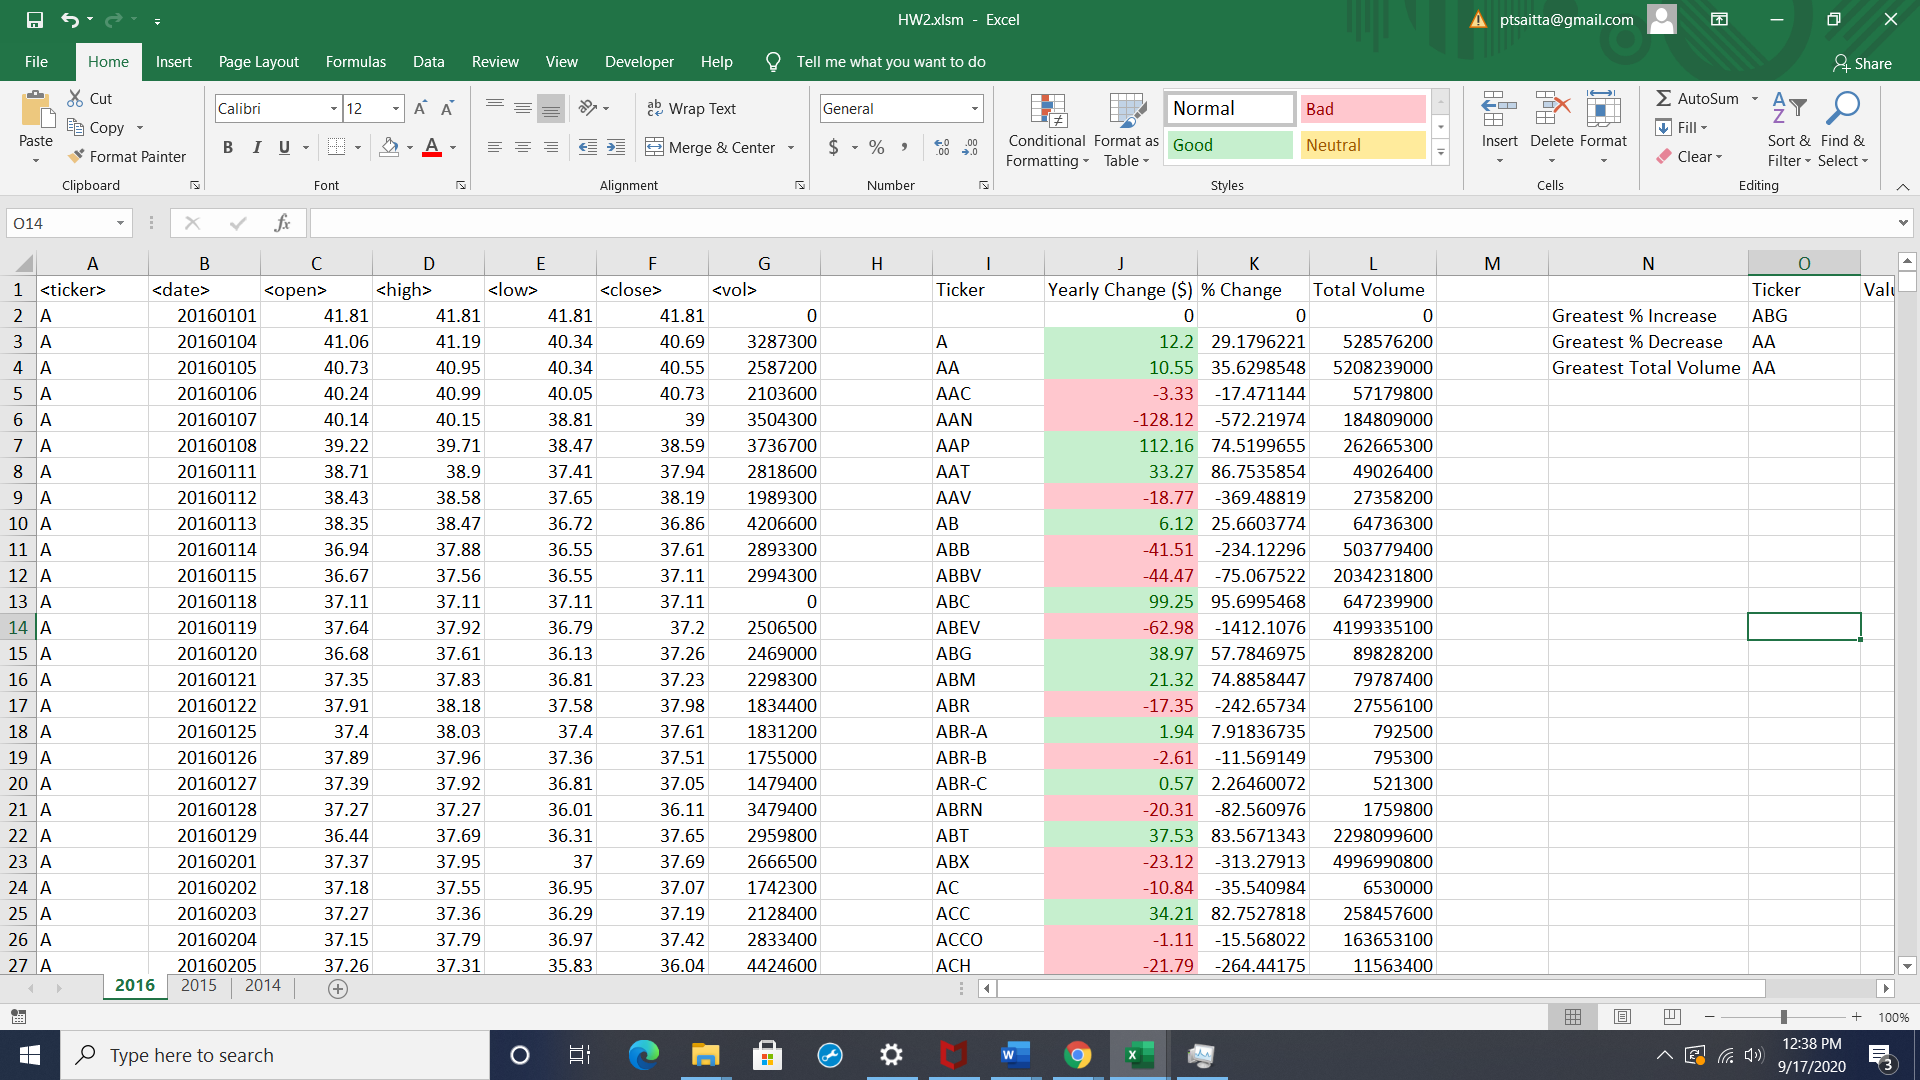 HW2.xlsm - Excel
ptsaitta@gmail.com
File Home Insert Page Layout Formulas Data Review View Developer Help Tell me what you want to do Share
Paste Cut Copy Format Painter Clipboard
Calibri 12 A A B I U A Font
ab Wrap Text Merge & Center Alignment
General $ % , .00 .00 Number
Conditional Formatting Format as Table Normal Bad Good Neutral Styles
Insert Delete Format Cells
AutoSum Fill Clear Sort & Filter Find & Select Editing
O14 fx
A B C D E F G H I J K L M N O
1 <ticker> <date> <open> <high> <low> <close> <vol> Ticker Yearly Change ($) % Change Total Volume Ticker
2 A 20160101 41.81 41.81 41.81 41.81 0 0 0 0 Greatest % Increase ABG
3 A 20160104 41.06 41.19 40.34 40.69 3287300 A 12.2 29.1796221 528576200 Greatest % Decrease AA
4 A 20160105 40.73 40.95 40.34 40.55 2587200 AA 10.55 35.6298548 5208239000 Greatest Total Volume AA
5 A 20160106 40.24 40.99 40.05 40.73 2103600 AAC -3.33 -17.471144 57179800
6 A 20160107 40.14 40.15 38.81 39 3504300 AAN -128.12 -572.21974 184809000
7 A 20160108 39.22 39.71 38.47 38.59 3736700 AAP 112.16 74.5199655 262665300
8 A 20160111 38.71 38.9 37.41 37.94 2818600 AAT 33.27 86.7535854 49026400
9 A 20160112 38.43 38.58 37.65 38.19 1989300 AAV -18.77 -369.48819 27358200
10 A 20160113 38.35 38.47 36.72 36.86 4206600 AB 6.12 25.6603774 64736300
11 A 20160114 36.94 37.88 36.55 37.61 2893300 ABB -41.51 -234.12296 503779400
12 A 20160115 36.67 37.56 36.55 37.11 2994300 ABBV -44.47 -75.067522 2034231800
13 A 20160118 37.11 37.11 37.11 37.11 0 ABC 99.25 95.6995468 647239900
14 A 20160119 37.64 37.92 36.79 37.2 2506500 ABEV -62.98 -1412.1076 4199335100
15 A 20160120 36.68 37.61 36.13 37.26 2469000 ABG 38.97 57.7846975 89828200
16 A 20160121 37.35 37.83 36.81 37.23 2298300 ABM 21.32 74.8858447 79787400
17 A 20160122 37.91 38.18 37.58 37.98 1834400 ABR -17.35 -242.65734 27556100
18 A 20160125 37.4 38.03 37.4 37.61 1831200 ABR-A 1.94 7.91836735 792500
19 A 20160126 37.89 37.96 37.36 37.51 1755000 ABR-B -2.61 -11.569149 795300
20 A 20160127 37.39 37.92 36.81 37.05 1479400 ABR-C 0.57 2.26460072 521300
21 A 20160128 37.27 37.27 36.01 36.11 3479400 ABRN -20.31 -82.560976 1759800
22 A 20160129 36.44 37.69 36.31 37.65 2959800 ABT 37.53 83.5671343 2298099600
23 A 20160201 37.37 37.95 37 37.69 2666500 ABX -23.12 -313.27913 4996990800
24 A 20160202 37.18 37.55 36.95 37.07 1742300 AC -10.84 -35.540984 6530000
25 A 20160203 37.27 37.36 36.29 37.19 2128400 ACC 34.21 82.7527818 258457600
26 A 20160204 37.15 37.79 36.97 37.42 2833400 ACCO -1.11 -15.568022 163653100
27 A 20160205 37.26 37.31 35.83 36.04 4424600 ACH -21.79 -264.44175 11563400
2016 2015 2014
100%
Type here to search
12:38 PM
9/17/2020
3